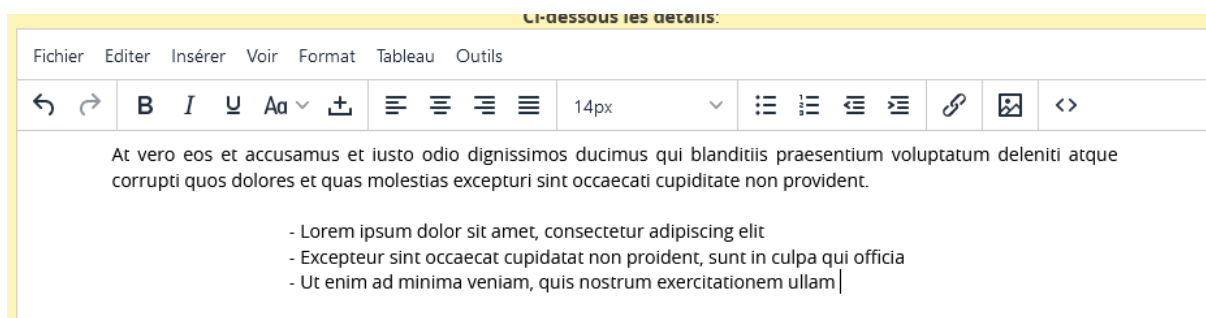 Ci-dessous les détails:
Fichier Editer Insérer Voir Format Tableau Outils
B I U Aa 14px
At vero eos et accusamus et iusto odio dignissimos ducimus qui blanditiis praesentium voluptatum deleniti atque
corrupti quos dolores et quas molestias excepturi sint occaecati cupiditate non provident.
- Lorem ipsum dolor sit amet, consectetur adipiscing elit
- Excepteur sint occaecat cupidatat non proident, sunt in culpa qui officia
- Ut enim ad minima veniam, quis nostrum exercitationem ullam